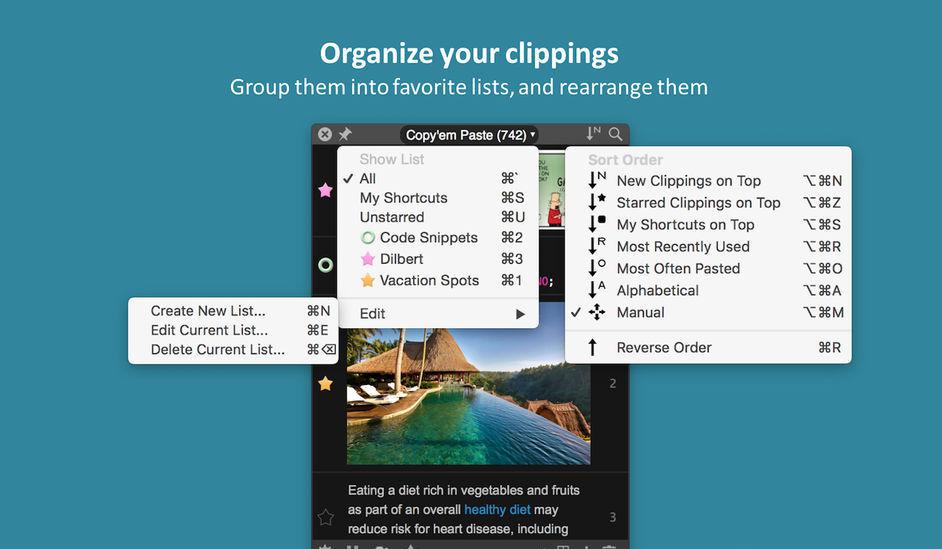 Organize your clippings
Group them into favorite lists, and rearrange them
Copy'em Paste (742) ▾
N
Show List
✓ All ⌘`
My Shortcuts ⌘S
Unstarred ⌘U
Code Snippets ⌘2
Dilbert ⌘3
Vacation Spots ⌘1
Edit ▶
Create New List... ⌘N
Edit Current List... ⌘E
Delete Current List... ⌘⌫
Sort Order
N New Clippings on Top ⌥⌘N
Starred Clippings on Top ⌥⌘Z
My Shortcuts on Top ⌥⌘S
R Most Recently Used ⌥⌘R
O Most Often Pasted ⌥⌘O
A Alphabetical ⌥⌘A
✓ Manual ⌥⌘M
Reverse Order ⌘R
2
Eating a diet rich in vegetables and fruits
as part of an overall healthy diet may
reduce risk for heart disease, including
3